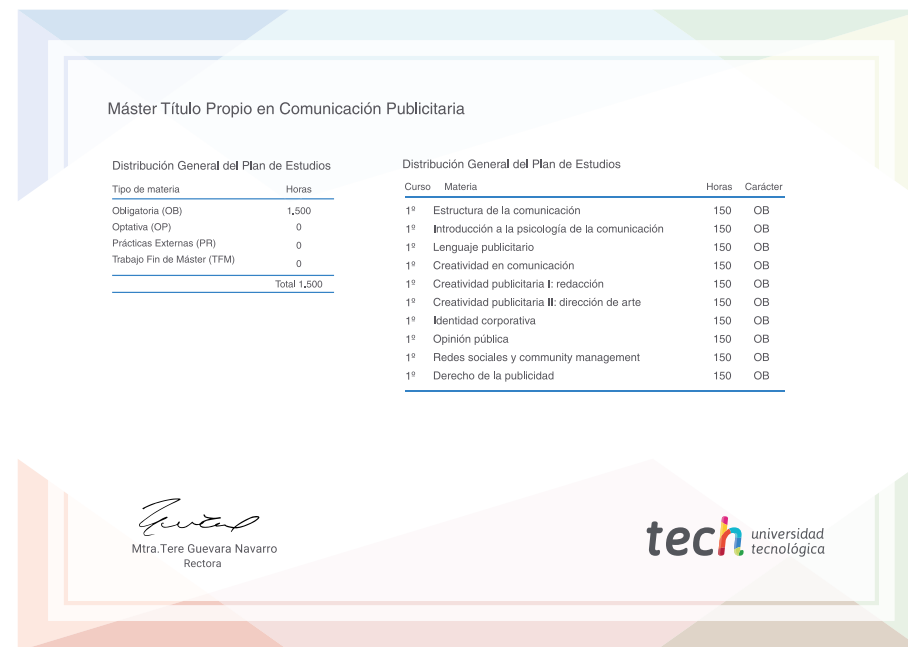 Máster Título Propio en Comunicación Publicitaria
Distribución General del Plan de Estudios
Tipo de materia Horas
Obligatoria (OB) 1.500
Optativa (OP) 0
Prácticas Externas (PR) 0
Trabajo Fin de Máster (TFM) 0
Total 1.500
Distribución General del Plan de Estudios
Curso Materia Horas Carácter
1º Estructura de la comunicación 150 OB
1º Introducción a la psicología de la comunicación 150 OB
1º Lenguaje publicitario 150 OB
1º Creatividad en comunicación 150 OB
1º Creatividad publicitaria I: redacción 150 OB
1º Creatividad publicitaria II: dirección de arte 150 OB
1º Identidad corporativa 150 OB
1º Opinión pública 150 OB
1º Redes sociales y community management 150 OB
1º Derecho de la publicidad 150 OB
Mtra.Tere Guevara Navarro
Rectora
tech universidad
tecnológica